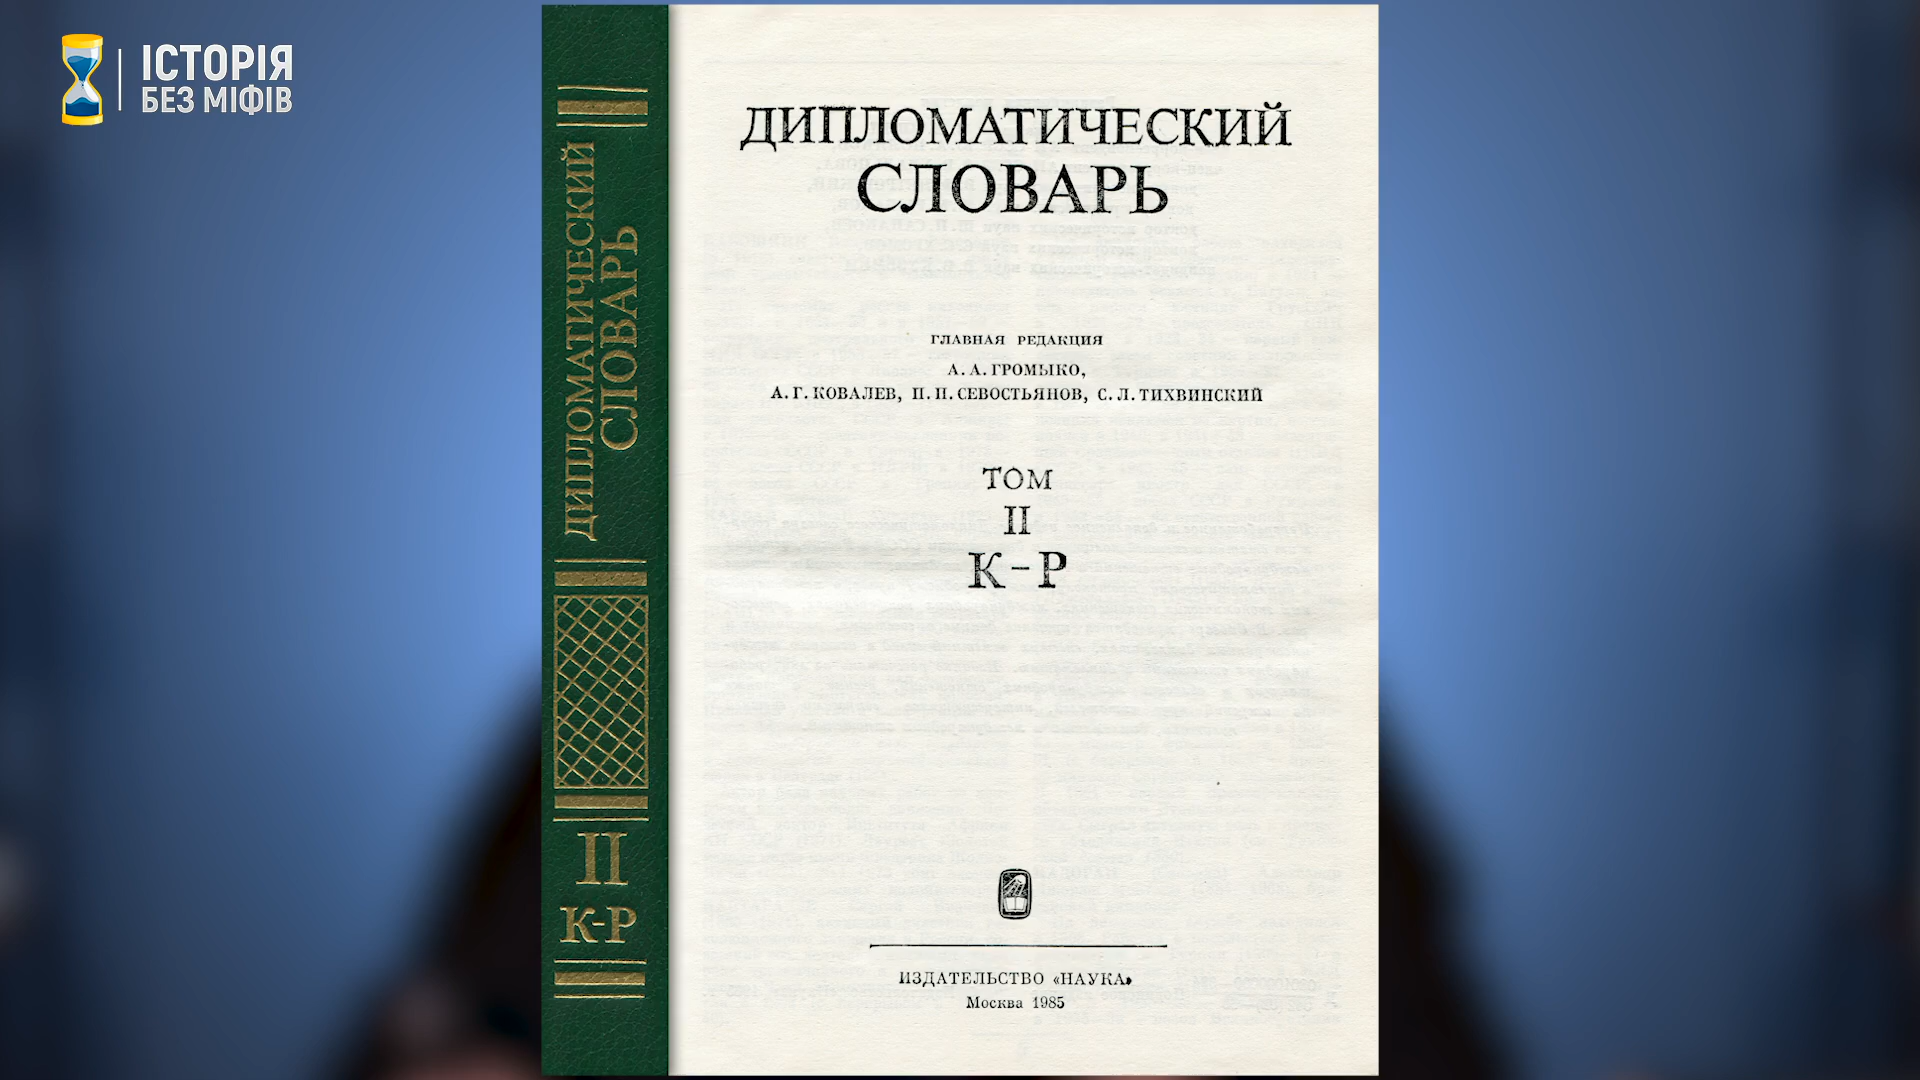 ІСТОРІЯ
БЕЗ МІФІВ
ДИПЛОМАТИЧЕСКИЙ
СЛОВАРЬ
II
К-Р
ДИПЛОМАТИЧЕСКИЙ
СЛОВАРЬ
ГЛАВНАЯ РЕДАКЦИЯ
А. А. ГРОМЫКО,
А. Г. КОВАЛЕВ, П. П. СЕВОСТЬЯНОВ, С. Л. ТИХВИНСКИЙ
ТОМ
II
К-Р
ИЗДАТЕЛЬСТВО «НАУКА»
Москва 1985